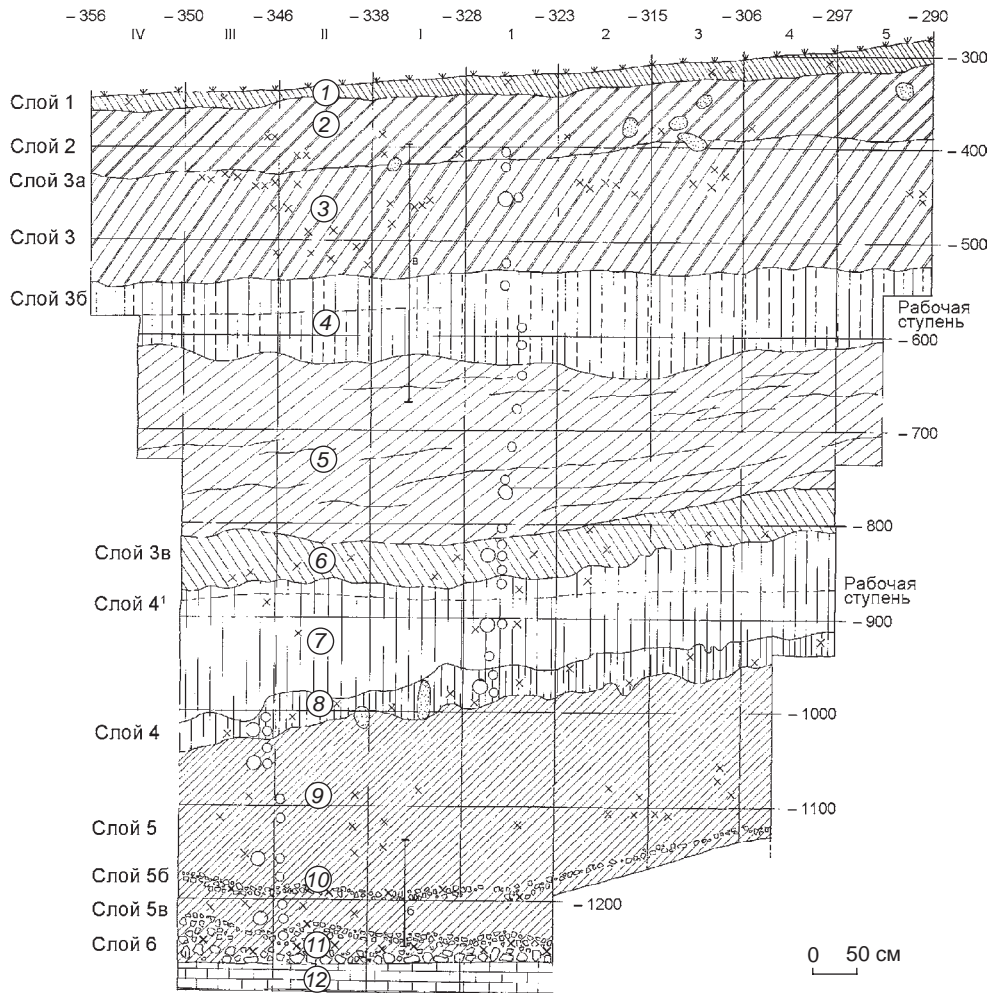 – 356 – 350 – 346 – 338 – 328 – 323 – 315 – 306 – 297 – 290
IV III II I 1 2 3 4 5
– 300
Слой 1
1
2
Слой 2
– 400
Слой 3а
3
Слой 3
– 500
в
Слой 3б
4
Рабочая
ступень
– 600
– 700
5
– 800
Слой 3в
6
Рабочая
ступень
Слой 4¹
– 900
7
8
– 1000
Слой 4
9
– 1100
Слой 5
Слой 5б
10
Слой 5в
– 1200
б
Слой 6
11
0 50 см
12